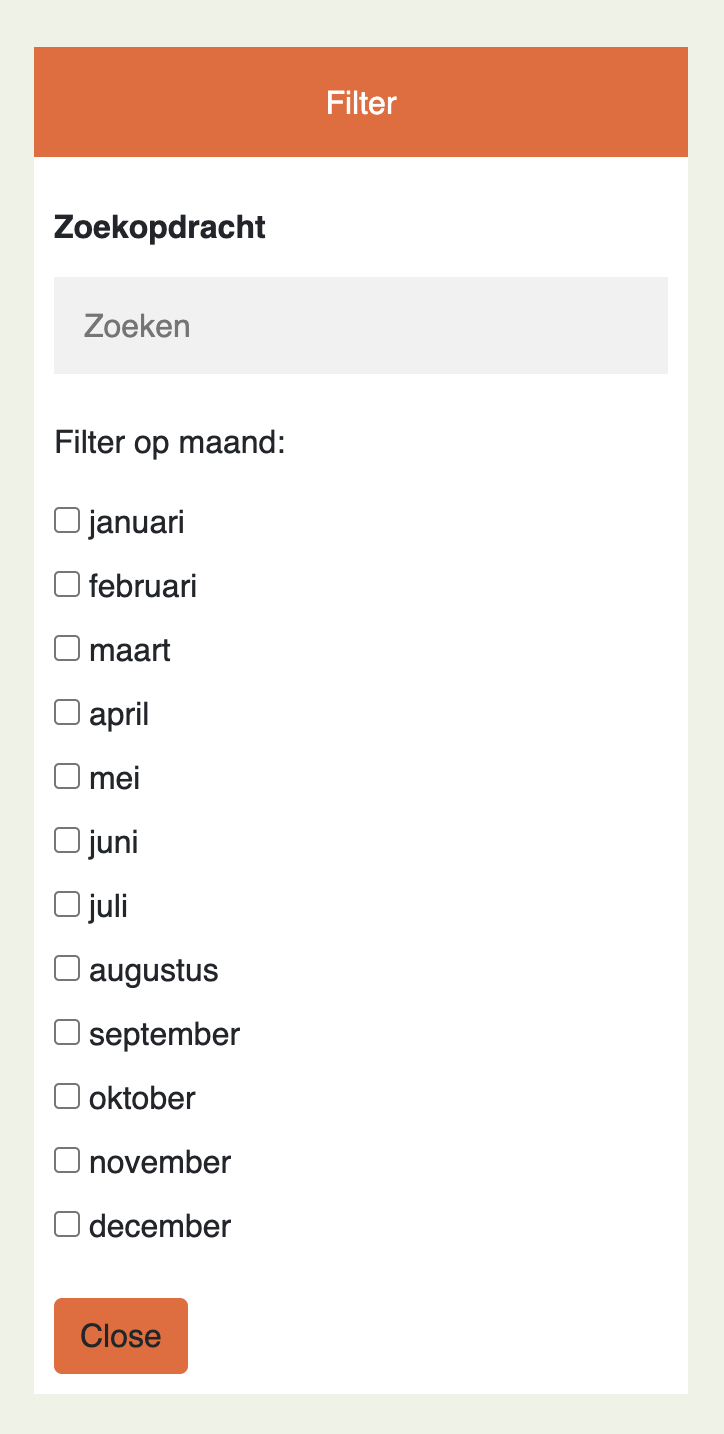 Filter
Zoekopdracht
Zoeken
Filter op maand:
januari
februari
maart
april
mei
juni
juli
augustus
september
oktober
november
december
Close